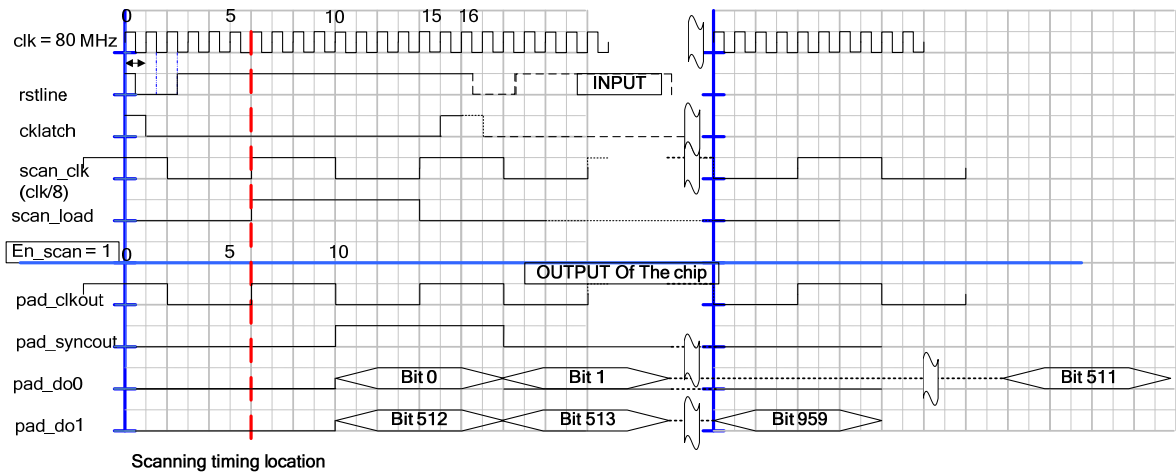 0 5 10 15 16
clk = 80 MHz
rstline
INPUT
cklatch
scan_clk
(clk/8)
scan_load
En_scan = 1 0 5 10
OUTPUT Of The chip
pad_clkout
pad_syncout
pad_do0 Bit 0 Bit 1 Bit 511
pad_do1 Bit 512 Bit 513 Bit 959
Scanning timing location